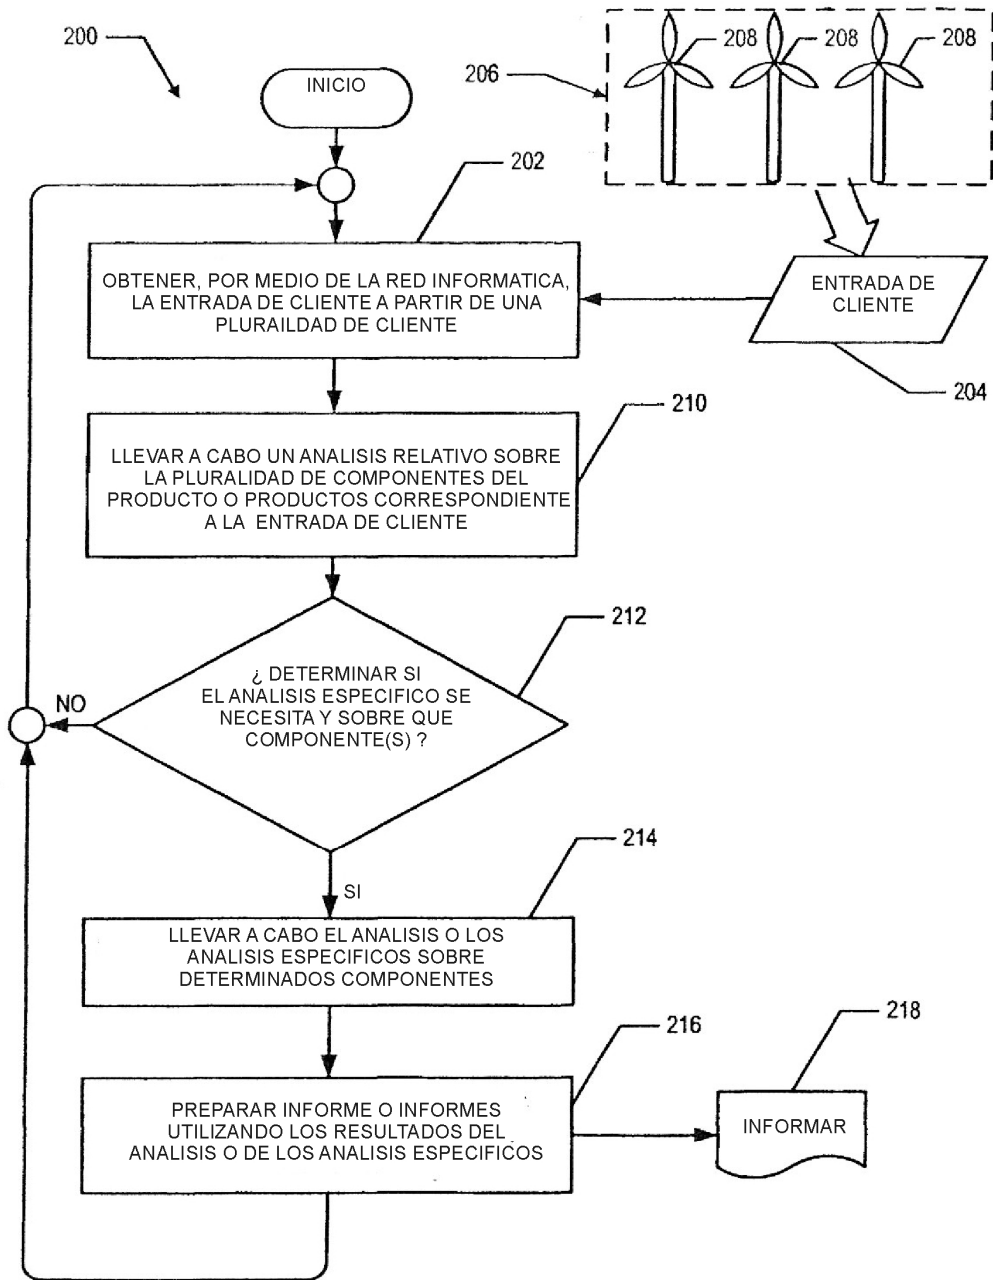 200
INICIO
206
208
208
208
202
OBTENER, POR MEDIO DE LA RED INFORMATICA,
LA ENTRADA DE CLIENTE A PARTIR DE UNA
PLURAILDAD DE CLIENTE
ENTRADA DE
CLIENTE
204
210
LLEVAR A CABO UN ANALISIS RELATIVO SOBRE
LA PLURALIDAD DE COMPONENTES DEL
PRODUCTO O PRODUCTOS CORRESPONDIENTE
A LA ENTRADA DE CLIENTE
212
¿ DETERMINAR SI
EL ANALISIS ESPECIFICO SE
NECESITA Y SOBRE QUE
COMPONENTE(S) ?
NO
SI
214
LLEVAR A CABO EL ANALISIS O LOS
ANALISIS ESPECIFICOS SOBRE
DETERMINADOS COMPONENTES
216
PREPARAR INFORME O INFORMES
UTILIZANDO LOS RESULTADOS DEL
ANALISIS O DE LOS ANALISIS ESPECIFICOS
218
INFORMAR